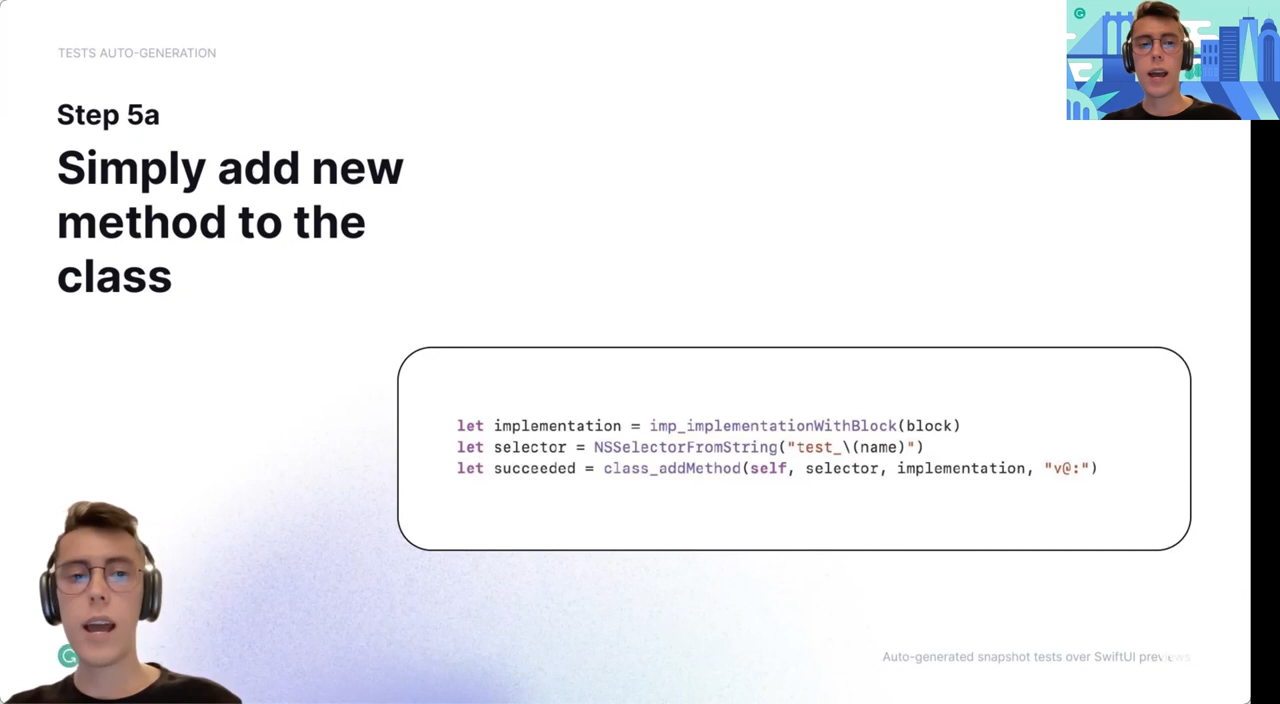 TESTS AUTO-GENERATION
Step 5a
Simply add new
method to the
class
let implementation = imp_implementationWithBlock(block)
let selector = NSSelectorFromString("test_\(name)")
let succeeded = class_addMethod(self, selector, implementation, "v@:")
Auto-generated snapshot tests over SwiftUI previews